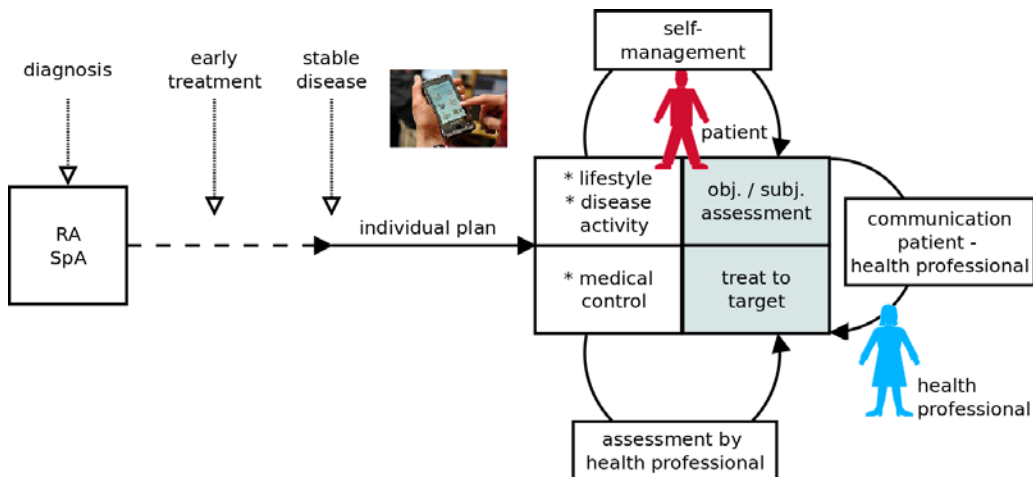 self-
management
diagnosis
early
treatment
stable
disease
patient
RA
SpA
individual plan
* lifestyle
* disease
activity
obj. / subj.
assessment
* medical
control
treat to
target
communication
patient -
health professional
health
professional
assessment by
health professional